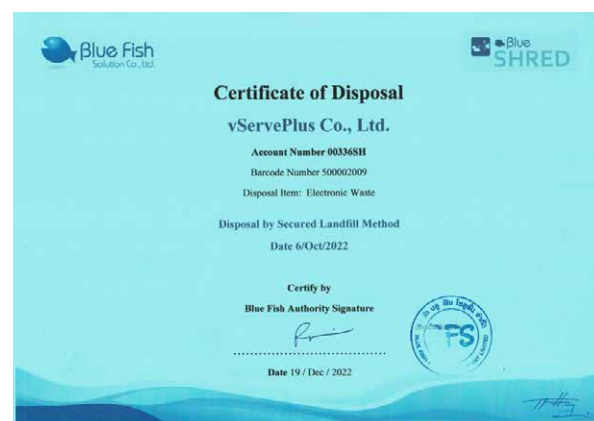 Blue Fish
Solution Co.,Ltd.
Blue
SHRED
Certificate of Disposal
vServePlus Co., Ltd.
Account Number 00336SH
Barcode Number 500002009
Disposal Item: Electronic Waste
Disposal by Secured Landfill Method
Date 6/Oct/2022
Certify by
Blue Fish Authority Signature
Date 19 / Dec / 2022
FS